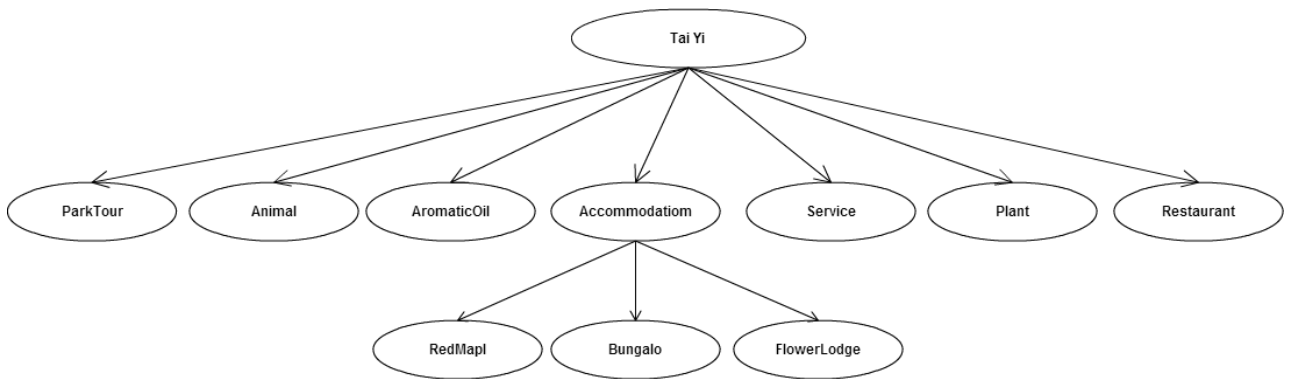 Tai Yi
ParkTour
Animal
AromaticOil
Accommodatiom
Service
Plant
Restaurant
RedMapl
Bungalo
FlowerLodge